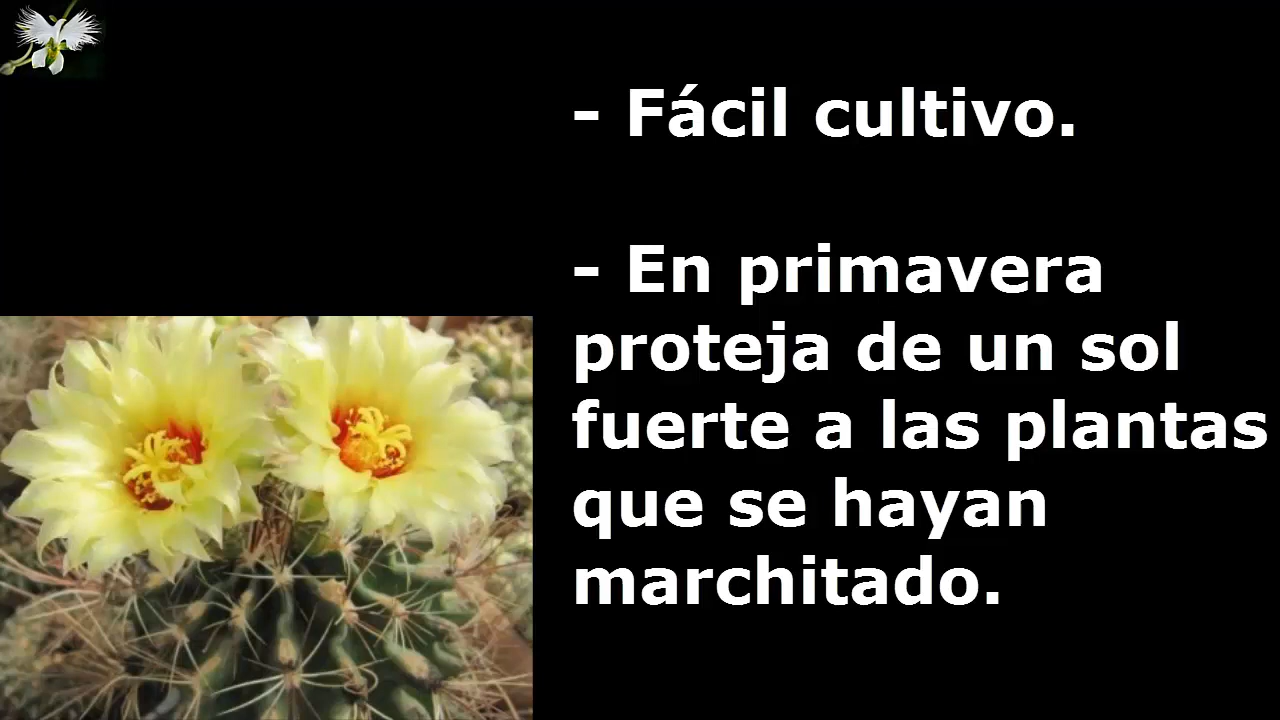 - Fácil cultivo.
- En primavera
proteja de un sol
fuerte a las plantas
que se hayan
marchitado.